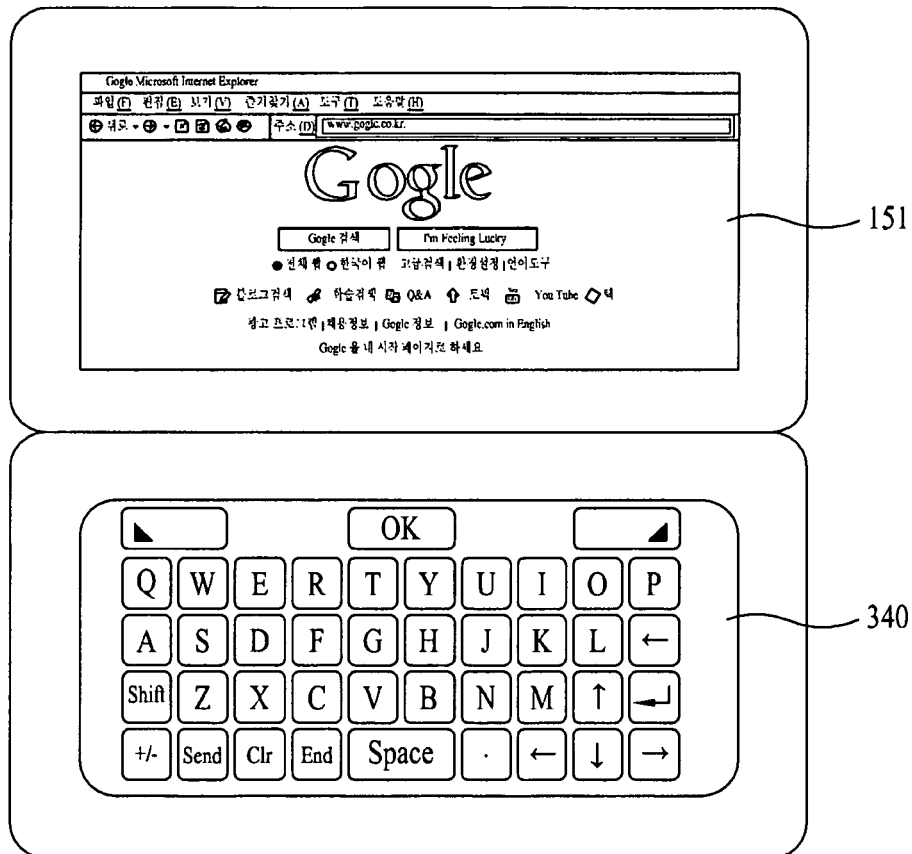 Gogle Microsoft Internet Explorer
파일(F) 편집(E) 보기(V) 즐겨찾기(A) 도구(T) 도움말(H)
뒤로 주소(D) www.gogle.co.kr.
Gogle
Gogle 검색 I'm Feeling Lucky
전체 웹 한국어 웹 고급검색 | 환경설정 | 언어도구
블로그검색 학술검색 Q&A 토픽 You Tube
광고 프로그램 | 채용정보 | Gogle 정보 | Gogle.com in English
Gogle 을 내 시작 페이지로 하세요
151
OK
Q W E R T Y U I O P
A S D F G H J K L ←
340
Shift Z X C V B N M ↑ ↵
+/- Send Clr End Space . ← ↓ →